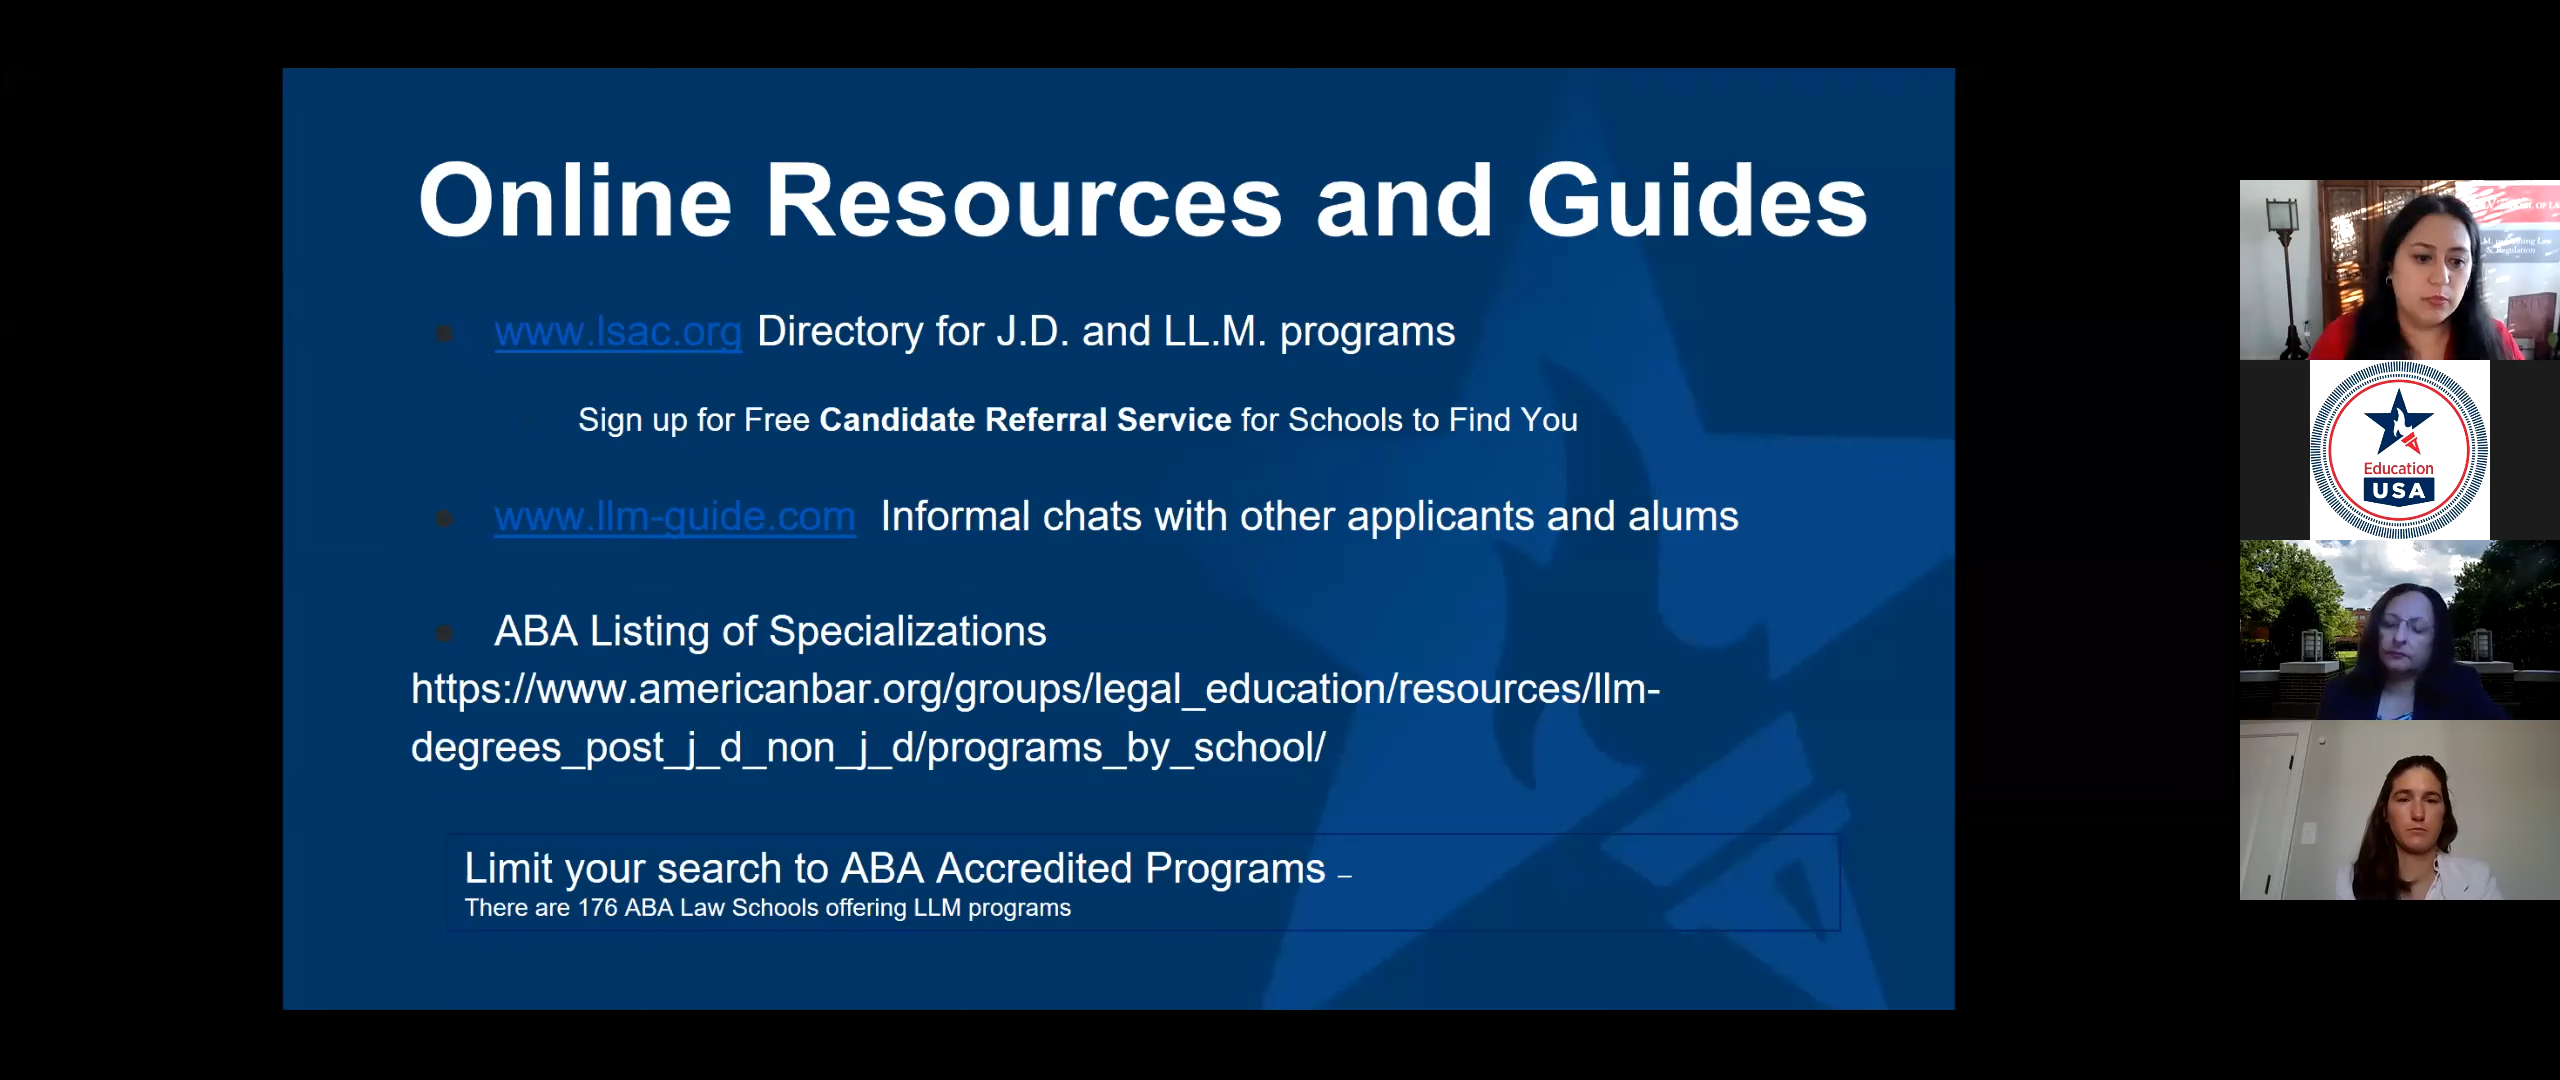 Online Resources and Guides
www.lsac.org Directory for J.D. and LL.M. programs
Sign up for Free Candidate Referral Service for Schools to Find You
www.llm-guide.com Informal chats with other applicants and alums
ABA Listing of Specializations
https://www.americanbar.org/groups/legal_education/resources/llm-
degrees_post_j_d_non_j_d/programs_by_school/
Limit your search to ABA Accredited Programs –
There are 176 ABA Law Schools offering LLM programs
Education
USA
& Regulation